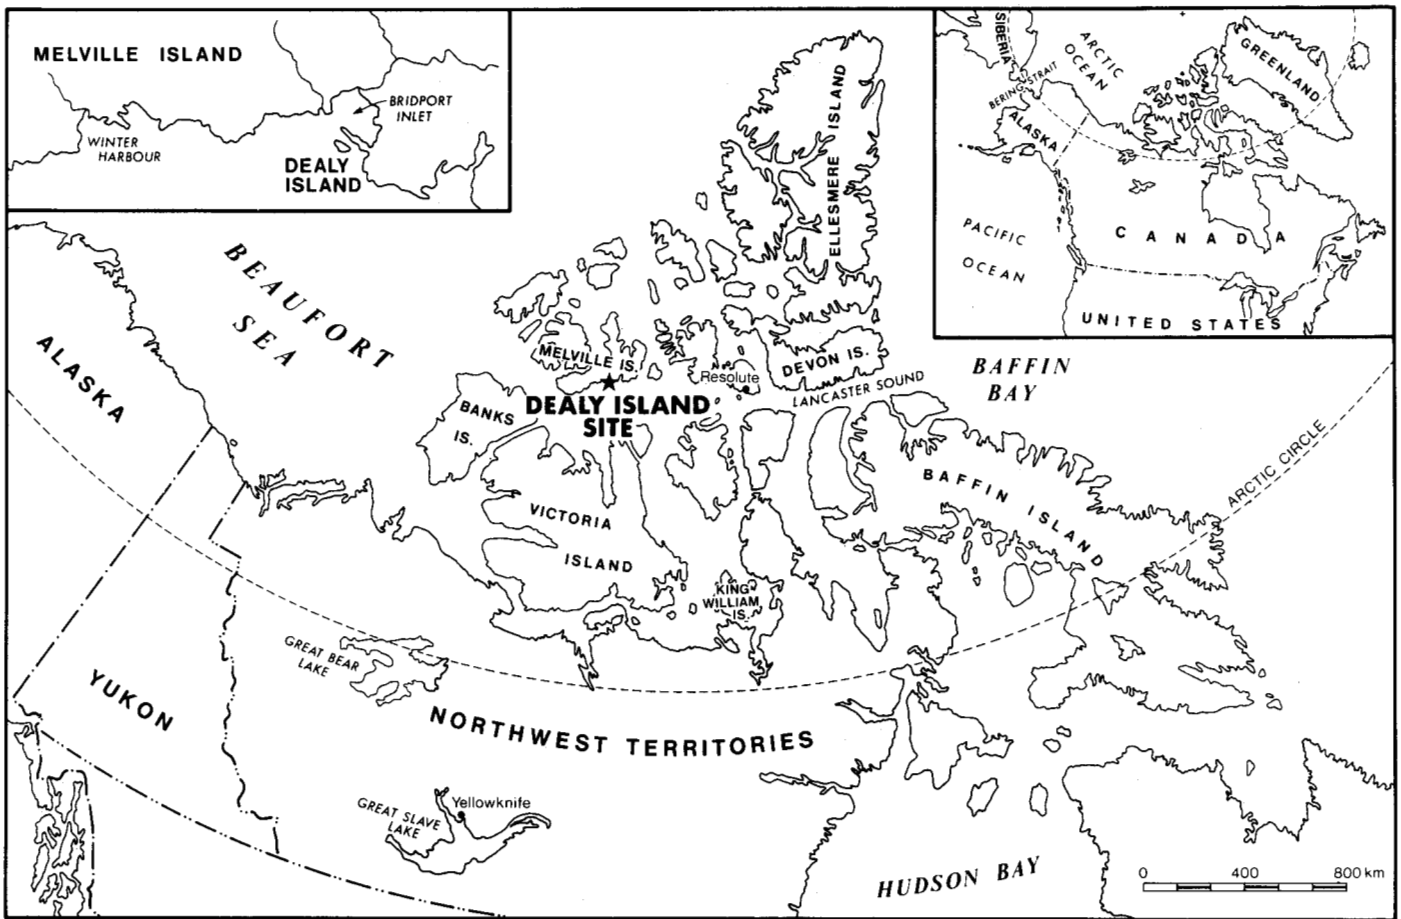 MELVILLE ISLAND
BRIDPORT
INLET
WINTER
HARBOUR
DEALY
ISLAND
SIBERIA
ARCTIC
OCEAN
BERING STRAIT
GREENLAND
ALASKA
PACIFIC
OCEAN
CANADA
UNITED STATES
BEAUFORT
SEA
ELLESMERE ISLAND
ALASKA
MELVILLE IS.
Resolute
DEVON IS.
LANCASTER SOUND
BAFFIN
BAY
DEALY ISLAND
SITE
BANKS
IS.
BAFFIN ISLAND
ARCTIC CIRCLE
VICTORIA
ISLAND
KING
WILLIAM
IS.
GREAT BEAR
LAKE
YUKON
NORTHWEST TERRITORIES
GREAT SLAVE
LAKE
Yellowknife
HUDSON BAY
0 400 800 km